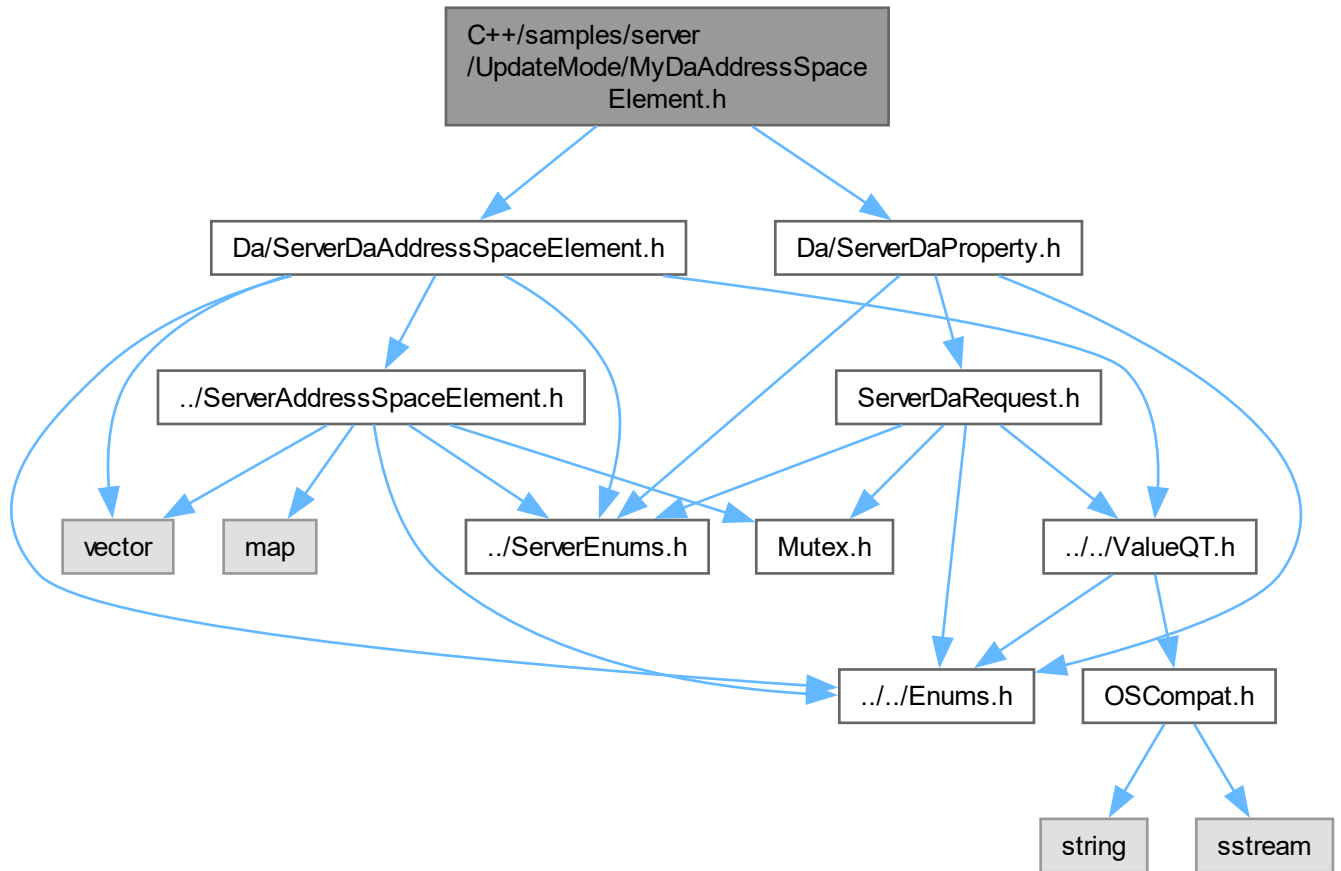 C++/samples/server
/UpdateMode/MyDaAddressSpace
Element.h
Da/ServerDaAddressSpaceElement.h
Da/ServerDaProperty.h
../ServerAddressSpaceElement.h
ServerDaRequest.h
vector
map
../ServerEnums.h
Mutex.h
../../ValueQT.h
../../Enums.h
OSCompat.h
string
sstream